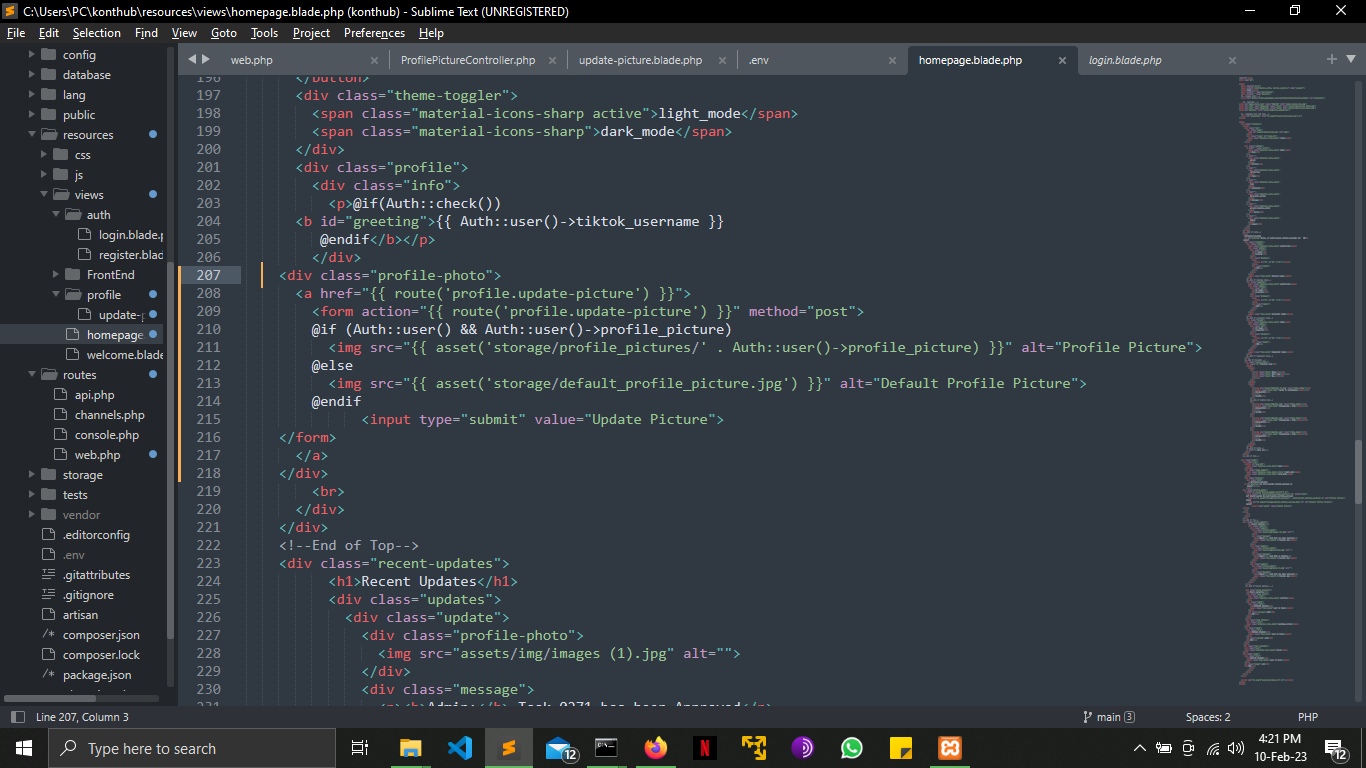 C:\Users\PC\konthub\resources\views\homepage.blade.php (konthub) - Sublime Text (UNREGISTERED)
File Edit Selection Find View Goto Tools Project Preferences Help
web.php ProfilePictureController.php update-picture.blade.php .env homepage.blade.php login.blade.php
config
database
lang
public
resources
css
js
views
auth
login.blade.p
register.blad
FrontEnd
profile
update-p
homepage
welcome.blade
routes
api.php
channels.php
console.php
web.php
storage
tests
vendor
.editorconfig
.env
.gitattributes
.gitignore
artisan
composer.json
composer.lock
package.json
196 </button>
197 <div class="theme-toggler">
198 <span class="material-icons-sharp active">light_mode</span>
199 <span class="material-icons-sharp">dark_mode</span>
200 </div>
201 <div class="profile">
202 <div class="info">
203 <p>@if(Auth::check())
204 <b id="greeting">{{ Auth::user()->tiktok_username }}
205 @endif</b></p>
206 </div>
207 <div class="profile-photo">
208 <a href="{{ route('profile.update-picture') }}">
209 <form action="{{ route('profile.update-picture') }}" method="post">
210 @if (Auth::user() && Auth::user()->profile_picture)
211 <img src="{{ asset('storage/profile_pictures/' . Auth::user()->profile_picture) }}" alt="Profile Picture">
212 @else
213 <img src="{{ asset('storage/default_profile_picture.jpg') }}" alt="Default Profile Picture">
214 @endif
215 <input type="submit" value="Update Picture">
216 </form>
217 </a>
218 </div>
219 <br>
220 </div>
221 </div>
222 <!--End of Top-->
223 <div class="recent-updates">
224 <h1>Recent Updates</h1>
225 <div class="updates">
226 <div class="update">
227 <div class="profile-photo">
228 <img src="assets/img/images (1).jpg" alt="">
229 </div>
230 <div class="message">
231 <p><b>Admin:</b> Task 0271 has been Approved</p>
Line 207, Column 3 main 3 Spaces: 2 PHP
Type here to search
12
N
4:21 PM
10-Feb-23
12